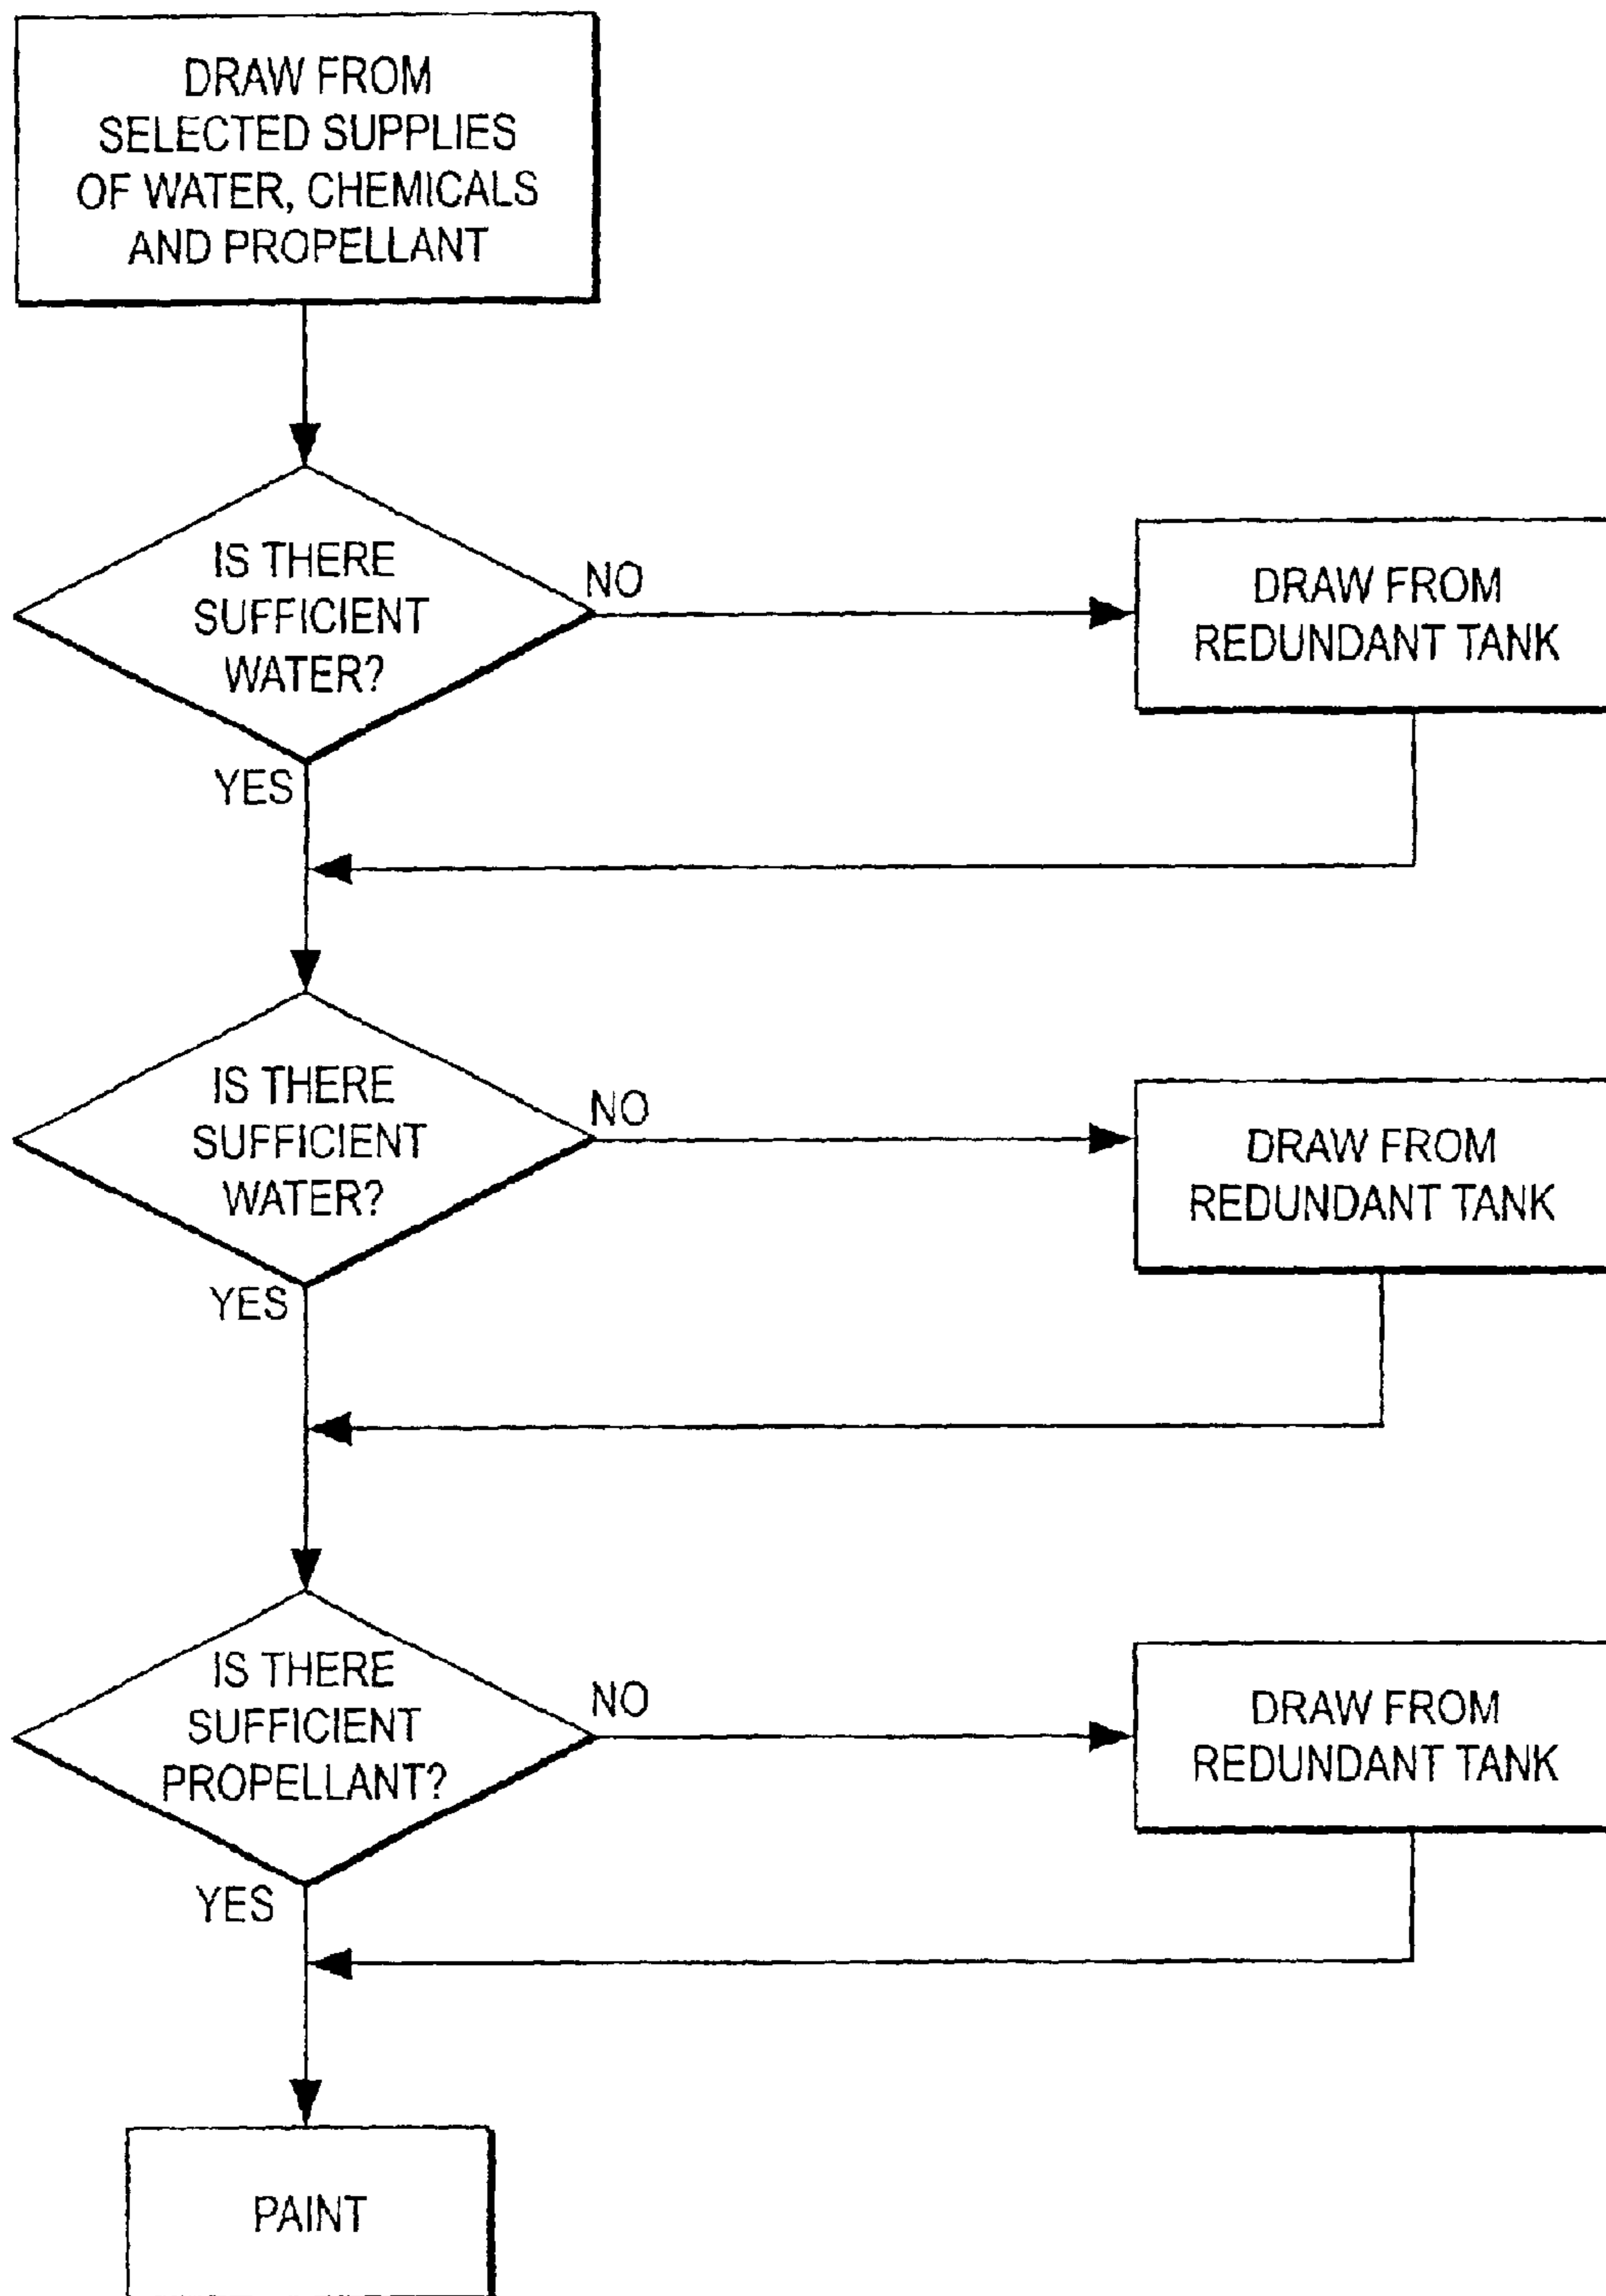 DRAW FROM
SELECTED SUPPLIES
OF WATER, CHEMICALS
AND PROPELLANT
IS THERE
SUFFICIENT
WATER?
NO
DRAW FROM
REDUNDANT TANK
YES
IS THERE
SUFFICIENT
WATER?
NO
DRAW FROM
REDUNDANT TANK
YES
IS THERE
SUFFICIENT
PROPELLANT?
NO
DRAW FROM
REDUNDANT TANK
YES
PAINT